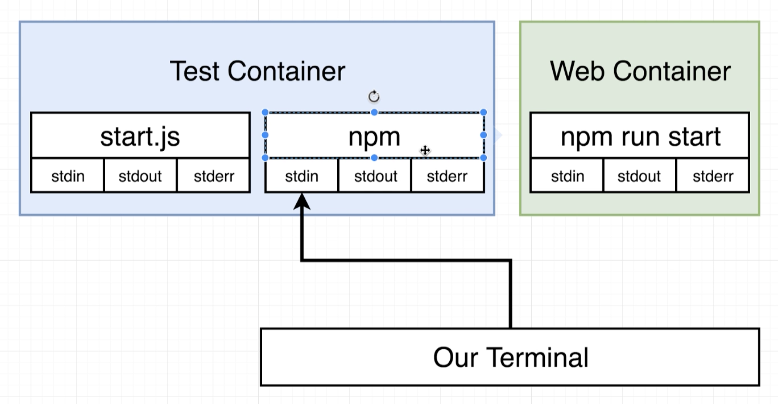 Test Container
Web Container
start.js
npm
npm run start
stdin stdout stderr
stdin stdout stderr
stdin stdout stderr
Our Terminal